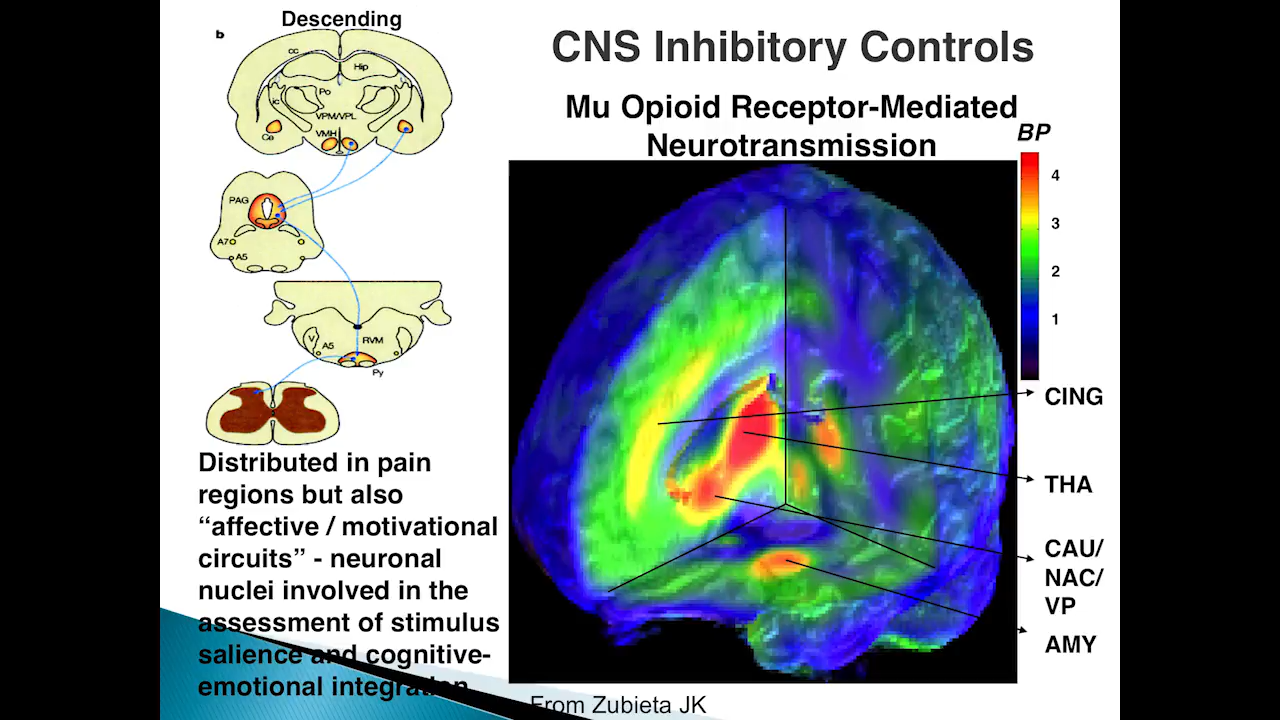 Descending
b
cc
Hip
Po
ic
VPM/VPL
VMH
Ce
PAG
A7
A5
V
A5
RVM
Py
Distributed in pain
regions but also
“affective / motivational
circuits” - neuronal
nuclei involved in the
assessment of stimulus
salience and cognitive-
emotional integration
CNS Inhibitory Controls
Mu Opioid Receptor-Mediated
Neurotransmission
BP
4
3
2
1
CING
THA
CAU/
NAC/
VP
AMY
From Zubieta JK